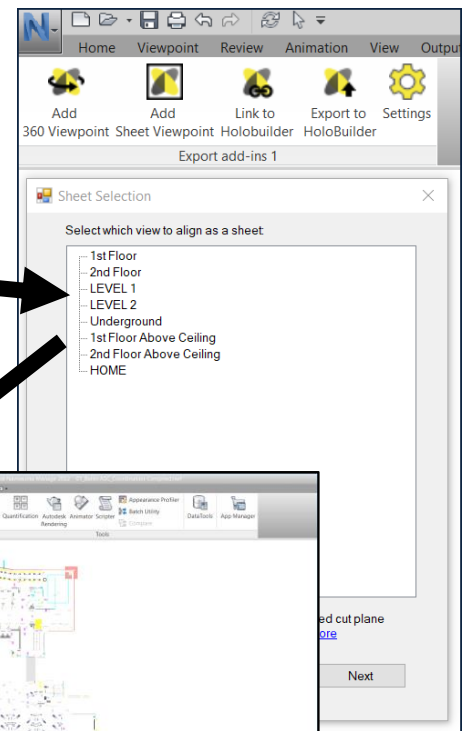 N
Home Viewpoint Review Animation View Outpu
Add
360 Viewpoint
Add
Sheet Viewpoint
Link to
Holobuilder
Export to
HoloBuilder
Settings
Export add-ins 1
Sheet Selection
Select which view to align as a sheet:
1st Floor
2nd Floor
LEVEL 1
LEVEL 2
Underground
1st Floor Above Ceiling
2nd Floor Above Ceiling
HOME
Quantification
Autodesk
Rendering
Animator
Scripter
Appearance Profiler
Batch Utility
Compare
DataTools
App Manager
Tools
ed cut plane
ore
Next